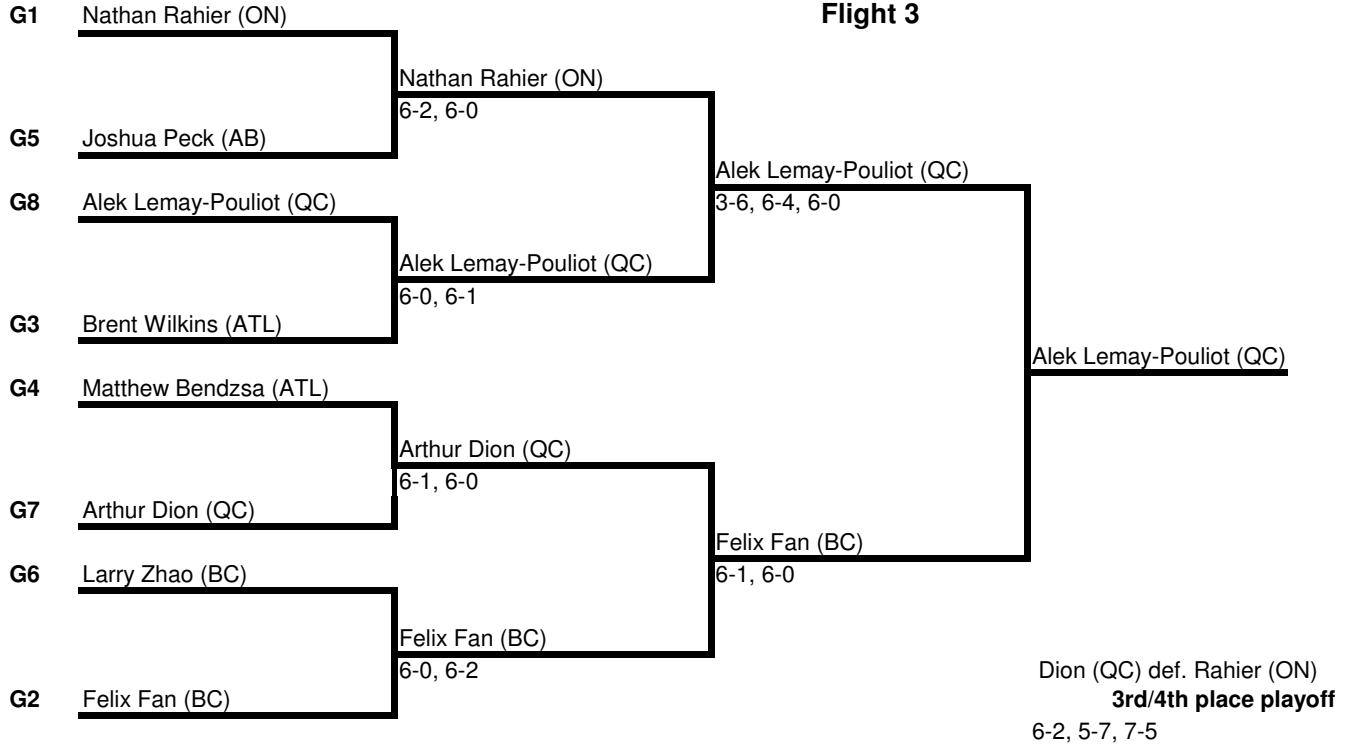 G1 Nathan Rahier (ON)
Flight 3
Nathan Rahier (ON)
6-2, 6-0
G5 Joshua Peck (AB)
Alek Lemay-Pouliot (QC)
3-6, 6-4, 6-0
G8 Alek Lemay-Pouliot (QC)
Alek Lemay-Pouliot (QC)
6-0, 6-1
G3 Brent Wilkins (ATL)
Alek Lemay-Pouliot (QC)
G4 Matthew Bendzsa (ATL)
Arthur Dion (QC)
6-1, 6-0
G7 Arthur Dion (QC)
Felix Fan (BC)
6-1, 6-0
G6 Larry Zhao (BC)
Felix Fan (BC)
6-0, 6-2
G2 Felix Fan (BC)
Dion (QC) def. Rahier (ON)
3rd/4th place playoff
6-2, 5-7, 7-5